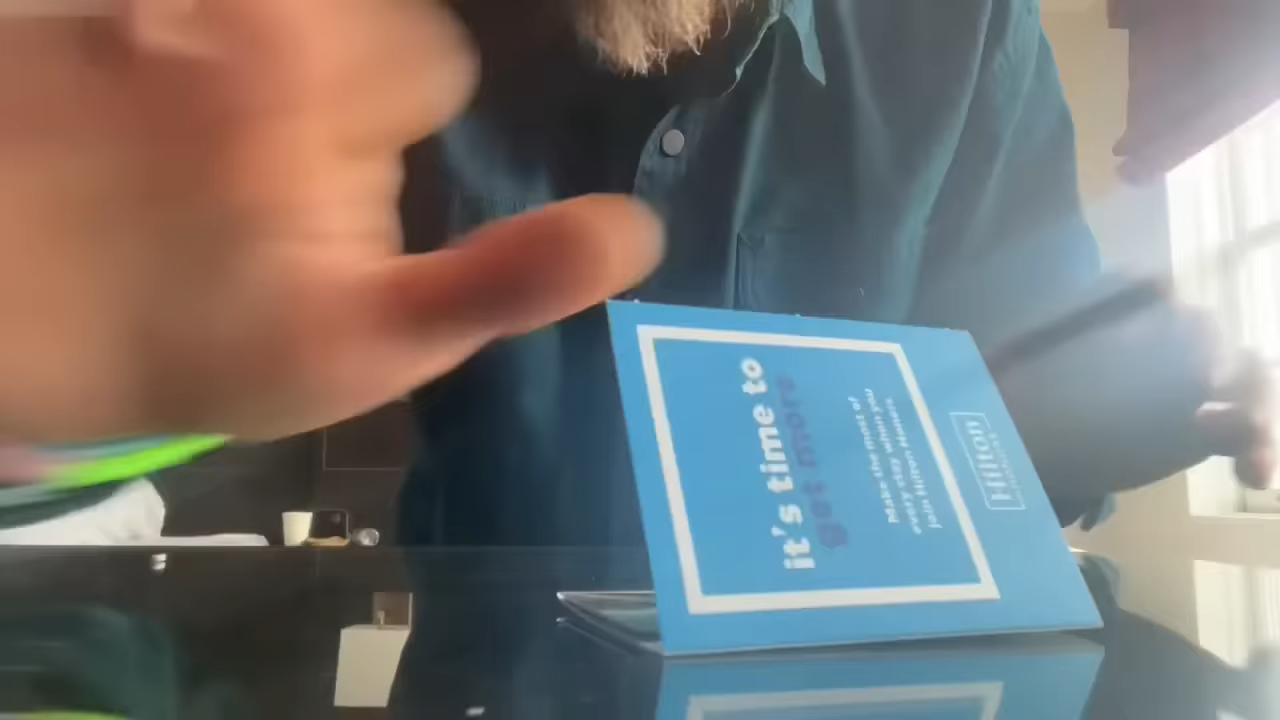 it's time to
get more
Make the most of
every stay when you
join Hilton Honors
Hilton